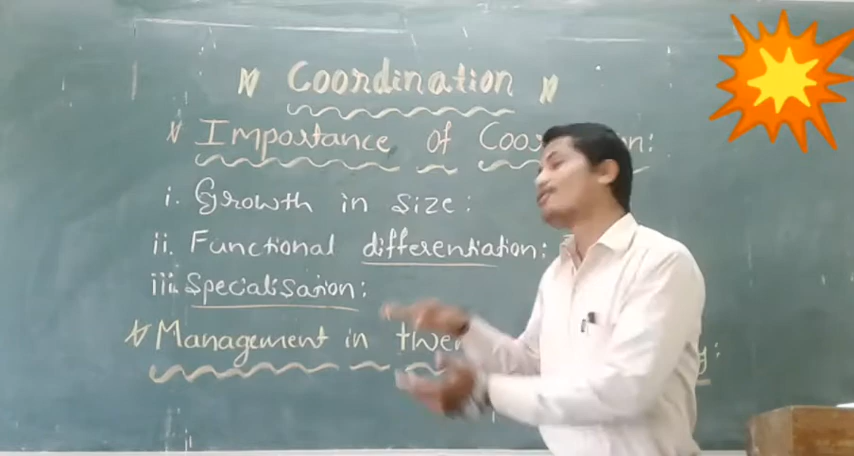 Coordination
Importance of
i. Growth in size:
ii. Functional differentiation:
iii. Specialisation:
Management in